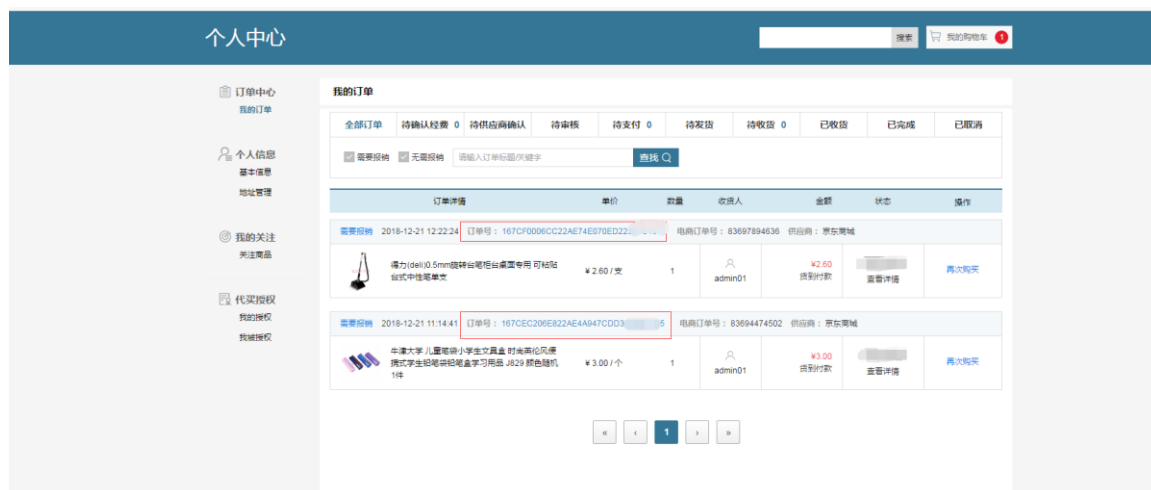 个人中心
搜索
我的购物车 1
订单中心
我的订单
个人信息
基本信息
地址管理
我的关注
关注商品
代买授权
我的授权
我被授权
我的订单
全部订单 待确认经费 0 待供应商确认 待审核 待支付 0 待发货 待收货 0 已收货 已完成 已取消
需要报销 无需报销 请输入订单标题/关键字 查找
订单详情 单价 数量 收货人 金额 状态 操作
需要报销 2018-12-21 12:22:24 订单号： 167CF0006CC22AE74E070ED22 电商订单号： 83697894636 供应商： 京东商城
得力(deli)0.5mm旋转台笔柜台桌面专用 可粘贴
台式中性笔单支
¥ 2.60 / 支 1 admin01 ¥2.60
货到付款
查看详情
再次购买
需要报销 2018-12-21 11:14:41 订单号： 167CEC206E822AE4A947CDD3 5 电商订单号： 83694474502 供应商： 京东商城
牛津大学 儿童笔袋小学生文具盒 时尚英伦风便
携式学生铅笔袋铅笔盒学习用品 J829 颜色随机
1件
¥ 3.00 / 个 1 admin01 ¥3.00
货到付款
查看详情
再次购买
« ‹ 1 › »